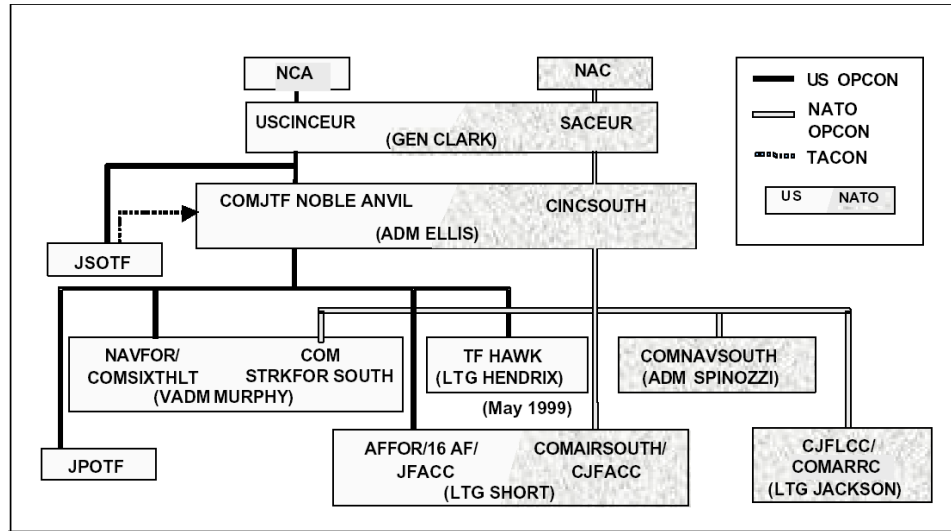 NCA
NAC
US OPCON
NATO
OPCON
TACON
US NATO
USCINCEUR SACEUR
(GEN CLARK)
COMJTF NOBLE ANVIL CINCSOUTH
(ADM ELLIS)
JSOTF
NAVFOR/ COM
COMSIXTHLT STRKFOR SOUTH
(VADM MURPHY)
TF HAWK
(LTG HENDRIX)
(May 1999)
COMNAVSOUTH
(ADM SPINOZZI)
JPOTF
AFFOR/16 AF/ COMAIRSOUTH/
JFACC CJFACC
(LTG SHORT)
CJFLCC/
COMARRC
(LTG JACKSON)